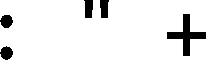 : " +